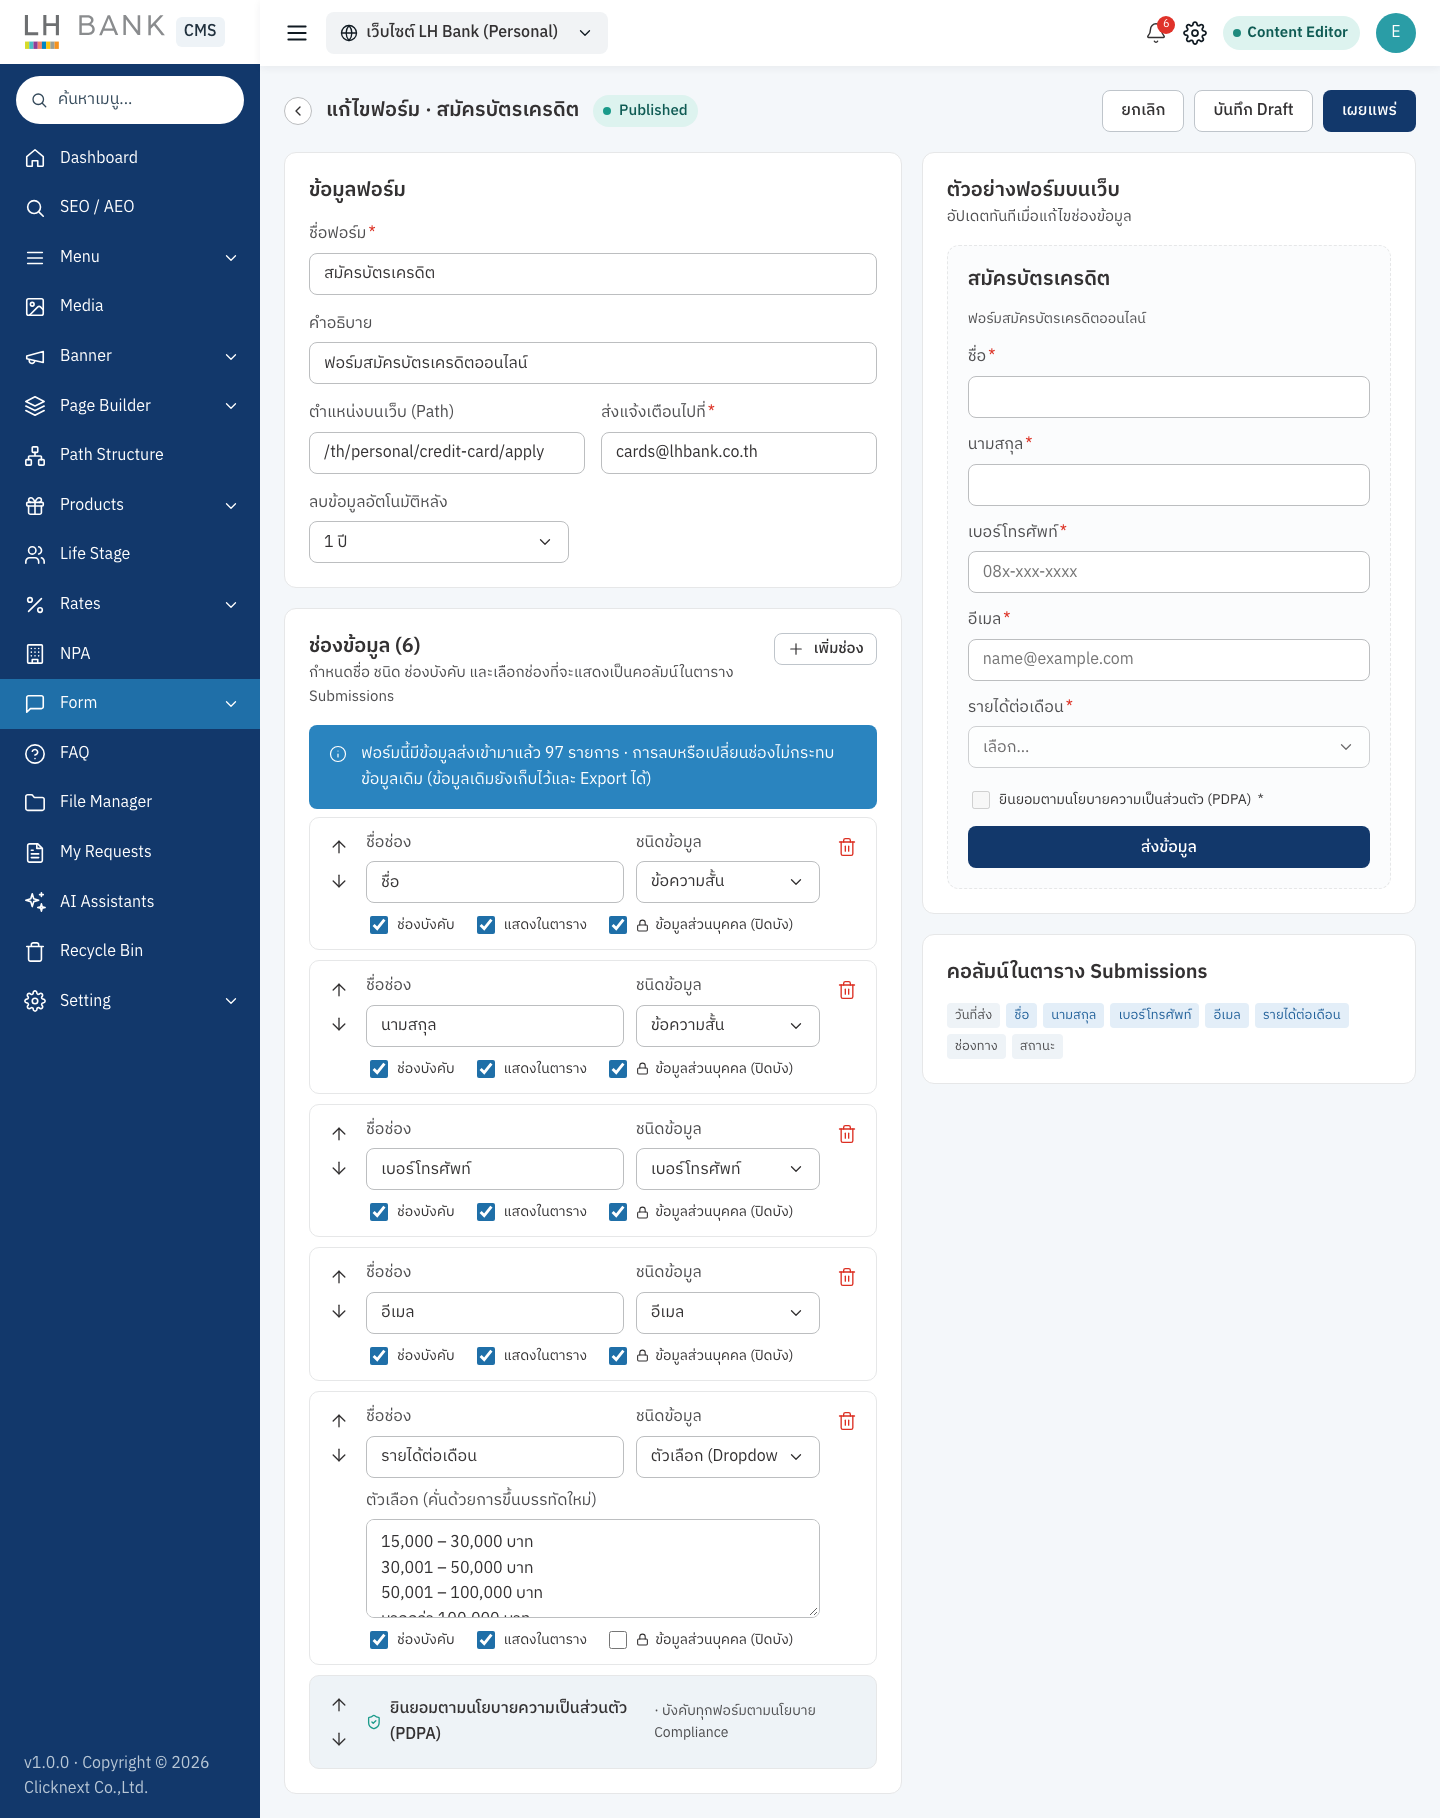 LH BANK CMS
ค้นหาเมนู...
Dashboard
SEO / AEO
Menu
Media
Banner
Page Builder
Path Structure
Products
Life Stage
Rates
NPA
Form
FAQ
File Manager
My Requests
AI Assistants
Recycle Bin
Setting
v1.0.0 · Copyright © 2026
Clicknext Co.,Ltd.
เว็บไซต์ LH Bank (Personal)
6
Content Editor
E
แก้ไขฟอร์ม · สมัครบัตรเครดิต
Published
ยกเลิก
บันทึก Draft
เผยแพร่
ข้อมูลฟอร์ม
ชื่อฟอร์ม *
สมัครบัตรเครดิต
คำอธิบาย
ฟอร์มสมัครบัตรเครดิตออนไลน์
ตำแหน่งบนเว็บ (Path)
ส่งแจ้งเตือนไปที่ *
/th/personal/credit-card/apply
cards@lhbank.co.th
ลบข้อมูลอัตโนมัติหลัง
1 ปี
ช่องข้อมูล (6)
เพิ่มช่อง
กำหนดชื่อ ชนิด ช่องบังคับ และเลือกช่องที่จะแสดงเป็นคอลัมน์ในตาราง
Submissions
ฟอร์มนี้มีข้อมูลส่งเข้ามาแล้ว 97 รายการ · การลบหรือเปลี่ยนช่องไม่กระทบ
ข้อมูลเดิม (ข้อมูลเดิมยังเก็บไว้และ Export ได้)
ชื่อช่อง
ชนิดข้อมูล
ชื่อ
ข้อความสั้น
ช่องบังคับ
แสดงในตาราง
ข้อมูลส่วนบุคคล (ปิดบัง)
ชื่อช่อง
ชนิดข้อมูล
นามสกุล
ข้อความสั้น
ช่องบังคับ
แสดงในตาราง
ข้อมูลส่วนบุคคล (ปิดบัง)
ชื่อช่อง
ชนิดข้อมูล
เบอร์โทรศัพท์
เบอร์โทรศัพท์
ช่องบังคับ
แสดงในตาราง
ข้อมูลส่วนบุคคล (ปิดบัง)
ชื่อช่อง
ชนิดข้อมูล
อีเมล
อีเมล
ช่องบังคับ
แสดงในตาราง
ข้อมูลส่วนบุคคล (ปิดบัง)
ชื่อช่อง
ชนิดข้อมูล
รายได้ต่อเดือน
ตัวเลือก (Dropdow
ตัวเลือก (คั่นด้วยการขึ้นบรรทัดใหม่)
15,000 – 30,000 บาท
30,001 – 50,000 บาท
50,001 – 100,000 บาท
ช่องบังคับ
แสดงในตาราง
ข้อมูลส่วนบุคคล (ปิดบัง)
ยินยอมตามนโยบายความเป็นส่วนตัว
(PDPA)
· บังคับทุกฟอร์มตามนโยบาย
Compliance
ตัวอย่างฟอร์มบนเว็บ
อัปเดตทันทีเมื่อแก้ไขช่องข้อมูล
สมัครบัตรเครดิต
ฟอร์มสมัครบัตรเครดิตออนไลน์
ชื่อ *
นามสกุล *
เบอร์โทรศัพท์ *
08x-xxx-xxxx
อีเมล *
name@example.com
รายได้ต่อเดือน *
เลือก...
ยินยอมตามนโยบายความเป็นส่วนตัว (PDPA) *
ส่งข้อมูล
คอลัมน์ในตาราง Submissions
วันที่ส่ง
ชื่อ
นามสกุล
เบอร์โทรศัพท์
อีเมล
รายได้ต่อเดือน
ช่องทาง
สถานะ